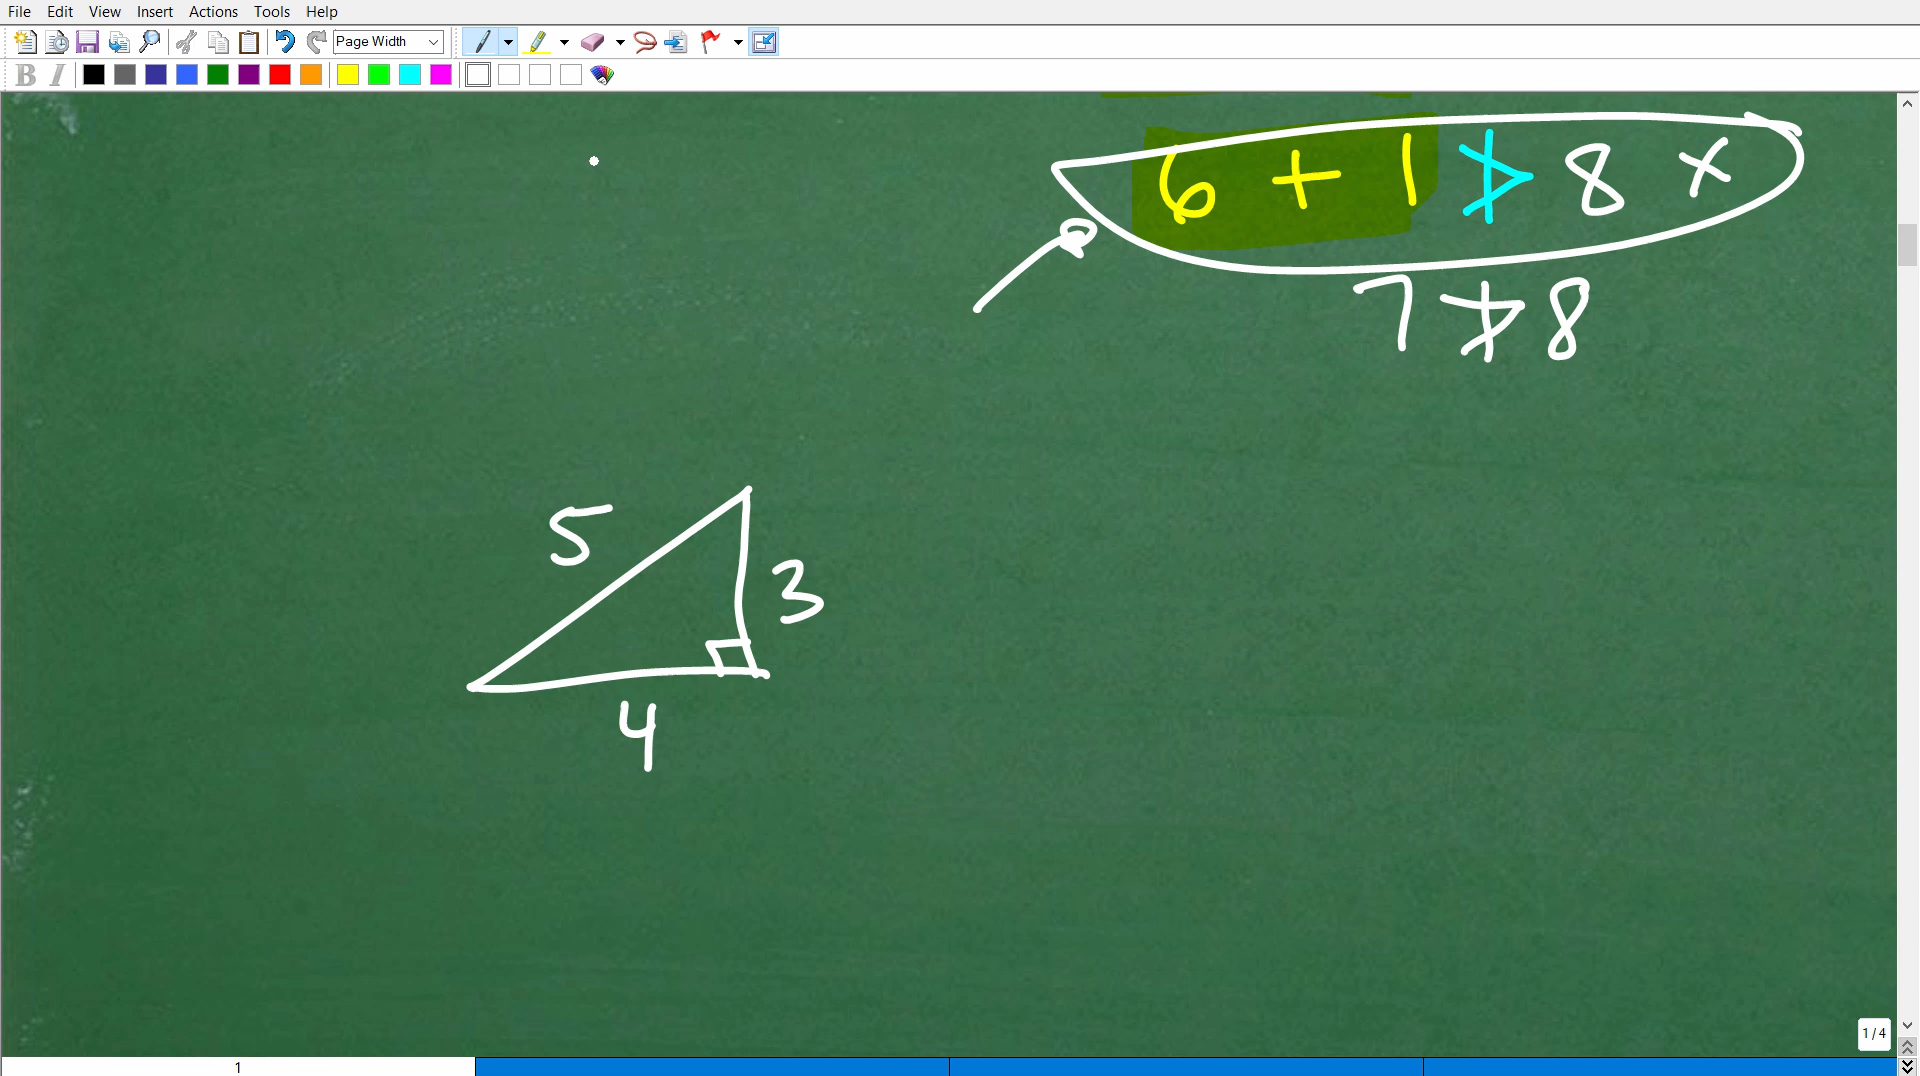 File Edit View Insert Actions Tools Help
Page Width
B I
6 + 1 ≯ 8 ×
7 ≯ 8
5
3
4
1 / 4
1